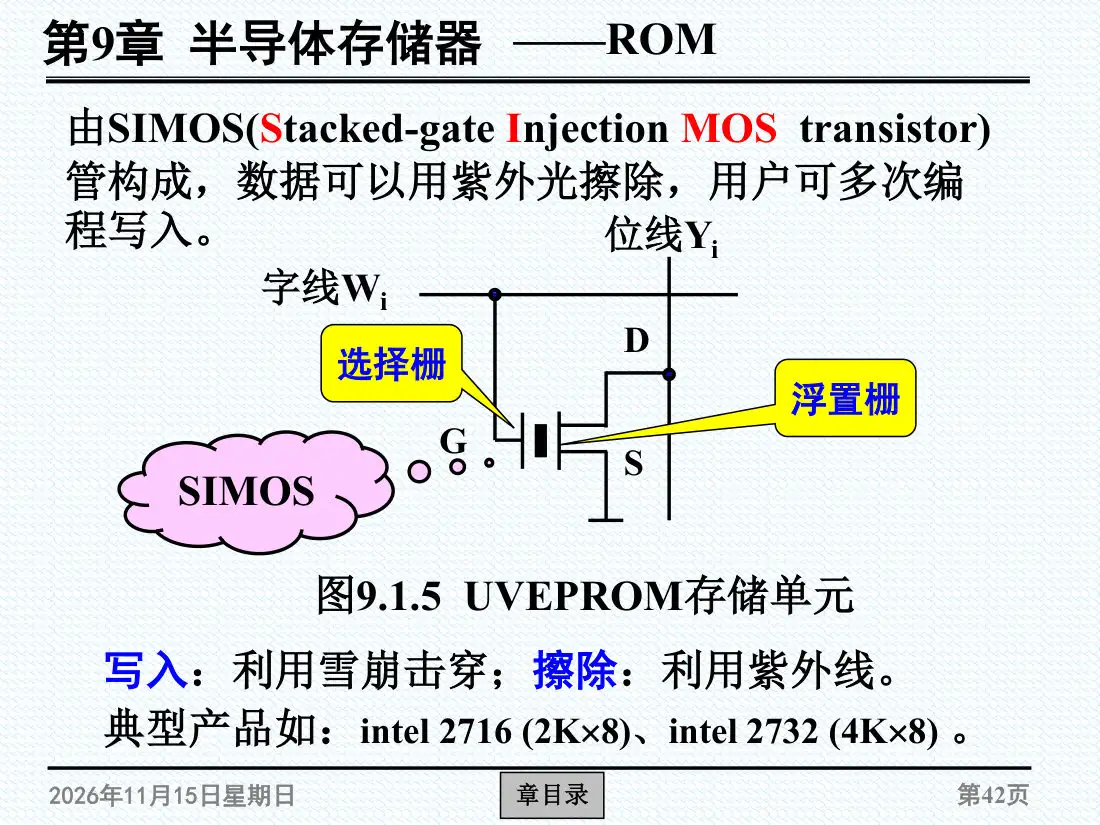 第9章 半导体存储器 ——ROM
由SIMOS(Stacked-gate Injection MOS transistor)
管构成，数据可以用紫外光擦除，用户可多次编
程写入。
位线Yi
字线Wi
D
选择栅
浮置栅
G
S
SIMOS
图9.1.5 UVEPROM存储单元
写入：利用雪崩击穿；擦除：利用紫外线。
典型产品如：intel 2716 (2K×8)、intel 2732 (4K×8) 。
2026年11月15日星期日
章目录
第42页